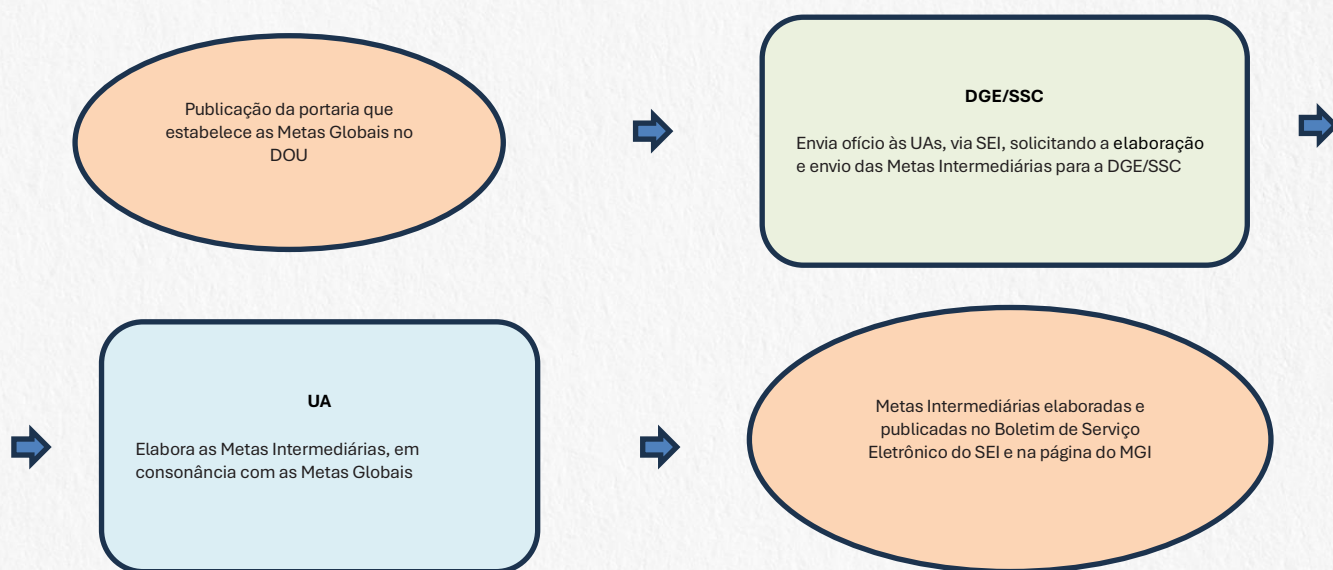 Publicação da portaria que
estabelece as Metas Globais no
DOU
DGE/SSC
Envia ofício às UAs, via SEI, solicitando a elaboração
e envio das Metas Intermediárias para a DGE/SSC
UA
Elabora as Metas Intermediárias, em
consonância com as Metas Globais
Metas Intermediárias elaboradas e
publicadas no Boletim de Serviço
Eletrônico do SEI e na página do MGI